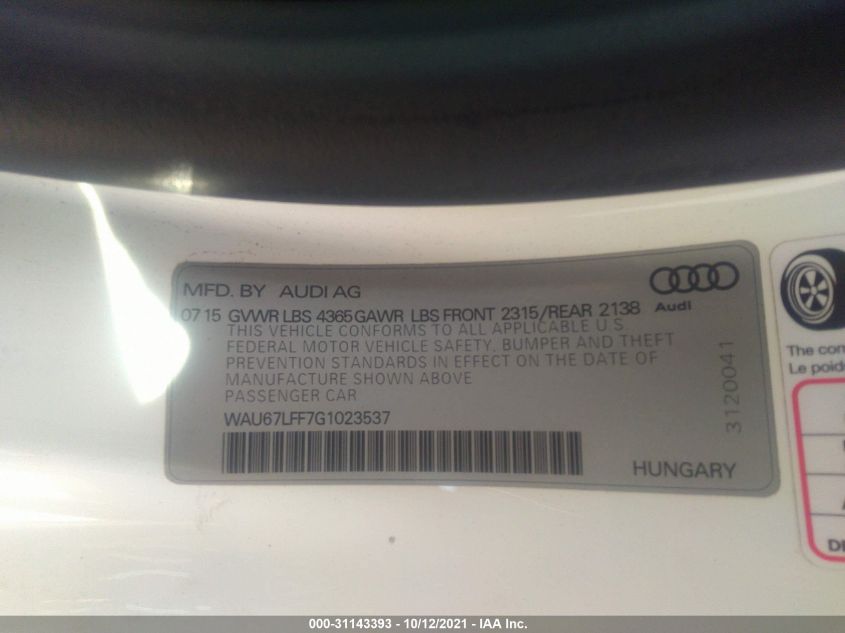 MFD. BY AUDI AG
Audi
07 15 GVWR LBS 4365 GAWR LBS FRONT 2315/REAR 2138
THIS VEHICLE CONFORMS TO ALL APPLICABLE U.S
FEDERAL MOTOR VEHICLE SAFETY, BUMPER AND THEFT
PREVENTION STANDARDS IN EFFECT ON THE DATE OF
MANUFACTURE SHOWN ABOVE
PASSENGER CAR
WAU67LFF7G1023537
3120041
HUNGARY
The com
Le poid
DE
000-31143393 - 10/12/2021 - IAA Inc.